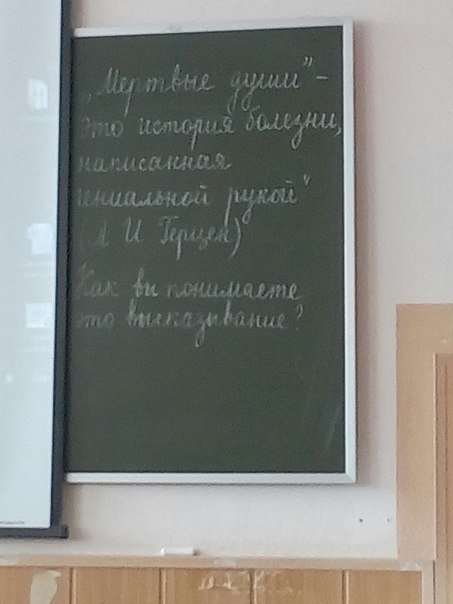 „Мертвые души" –
это история болезни,
написанная
гениальной рукой"
(А И Герцен)
Как вы понимаете
это высказывание?